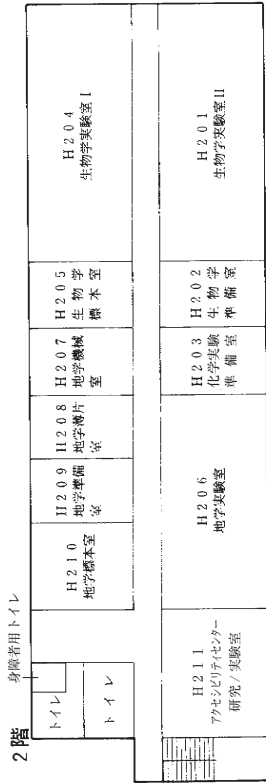 2階
身障者用トイレ
トイレ
トイレ
H210
地学標本室
H209
地学準備
室
H208
地学薄片
室
H207
地学機械
室
H205
生物学
標本室
H204
生物学実験室I
H211
アクセシビリティセンター
研究/実験室
H206
地学実験室
H203
化学実験
準備室
H202
生物学
準備室
H201
生物学実験室II